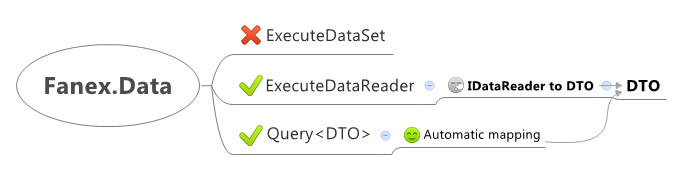 Fanex.Data
ExecuteDataSet
ExecuteDataReader
IDataReader to DTO
DTO
Query<DTO>
Automatic mapping